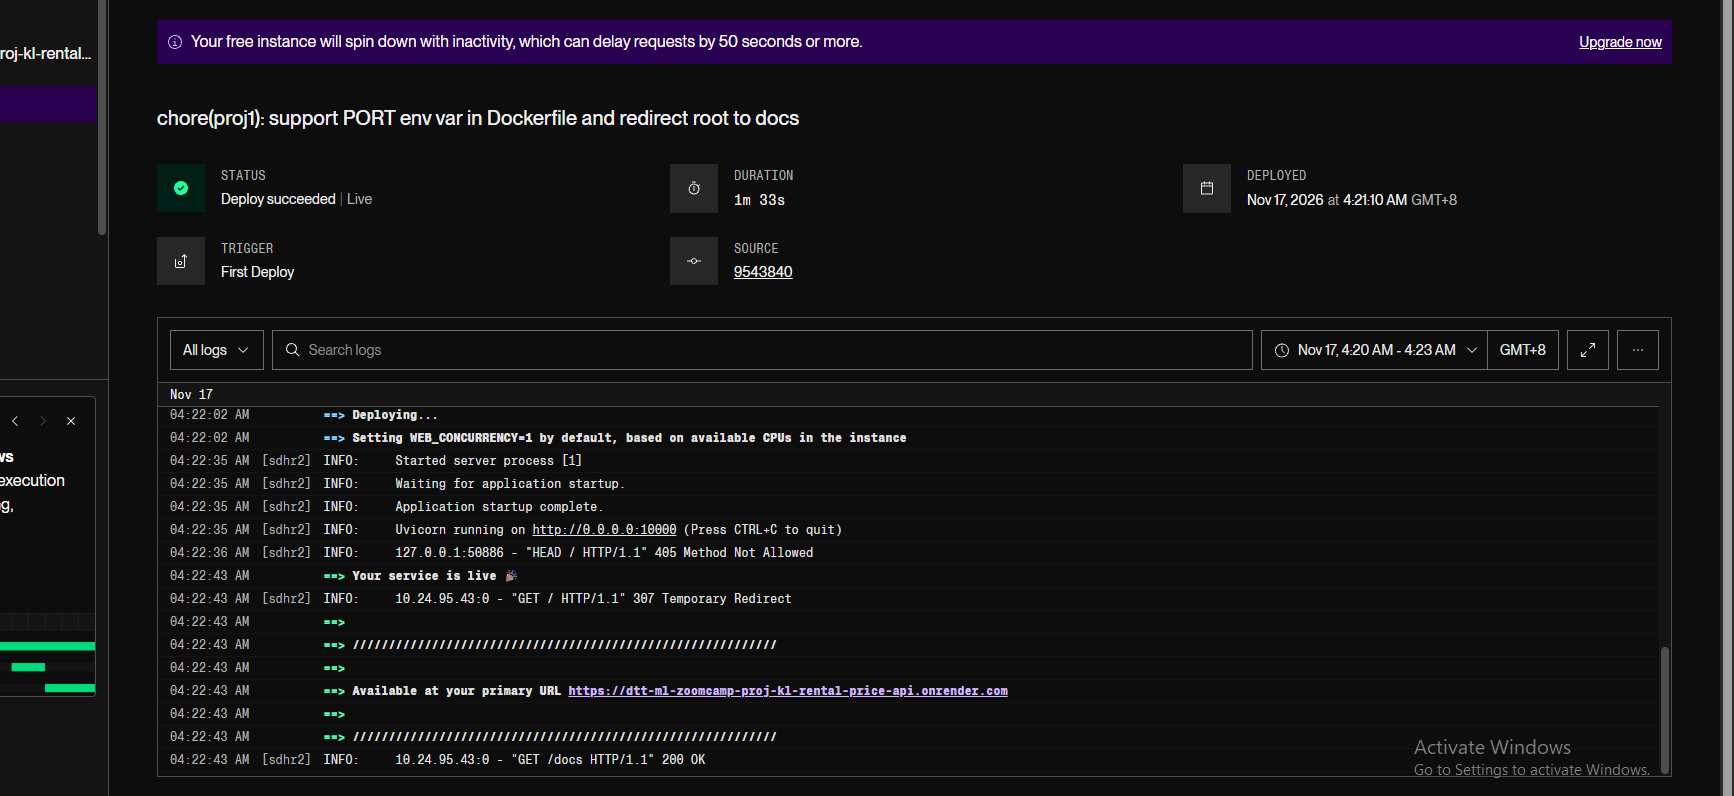 Your free instance will spin down with inactivity, which can delay requests by 50 seconds or more.
Upgrade now
roj-kl-rental...
chore(proj1): support PORT env var in Dockerfile and redirect root to docs
STATUS
Deploy succeeded | Live
DURATION
1m 33s
DEPLOYED
Nov 17, 2026 at 4:21:10 AM GMT+8
TRIGGER
First Deploy
SOURCE
9543840
All logs
Search logs
Nov 17, 4:20 AM - 4:23 AM
GMT+8
...
ws
execution
g,
Nov 17
04:22:02 AM ==> Deploying...
04:22:02 AM ==> Setting WEB_CONCURRENCY=1 by default, based on available CPUs in the instance
04:22:35 AM [sdhr2] INFO: Started server process [1]
04:22:35 AM [sdhr2] INFO: Waiting for application startup.
04:22:35 AM [sdhr2] INFO: Application startup complete.
04:22:35 AM [sdhr2] INFO: Uvicorn running on http://0.0.0.0:10000 (Press CTRL+C to quit)
04:22:36 AM [sdhr2] INFO: 127.0.0.1:50886 - "HEAD / HTTP/1.1" 405 Method Not Allowed
04:22:43 AM ==> Your service is live 🎉
04:22:43 AM [sdhr2] INFO: 10.24.95.43:0 - "GET / HTTP/1.1" 307 Temporary Redirect
04:22:43 AM ==>
04:22:43 AM ==> ///////////////////////////////////////////////////////////
04:22:43 AM ==>
04:22:43 AM ==> Available at your primary URL https://dtt-ml-zoomcamp-proj-kl-rental-price-api.onrender.com
04:22:43 AM ==>
04:22:43 AM ==> ///////////////////////////////////////////////////////////
04:22:43 AM [sdhr2] INFO: 10.24.95.43:0 - "GET /docs HTTP/1.1" 200 OK
Activate Windows
Go to Settings to activate Windows.